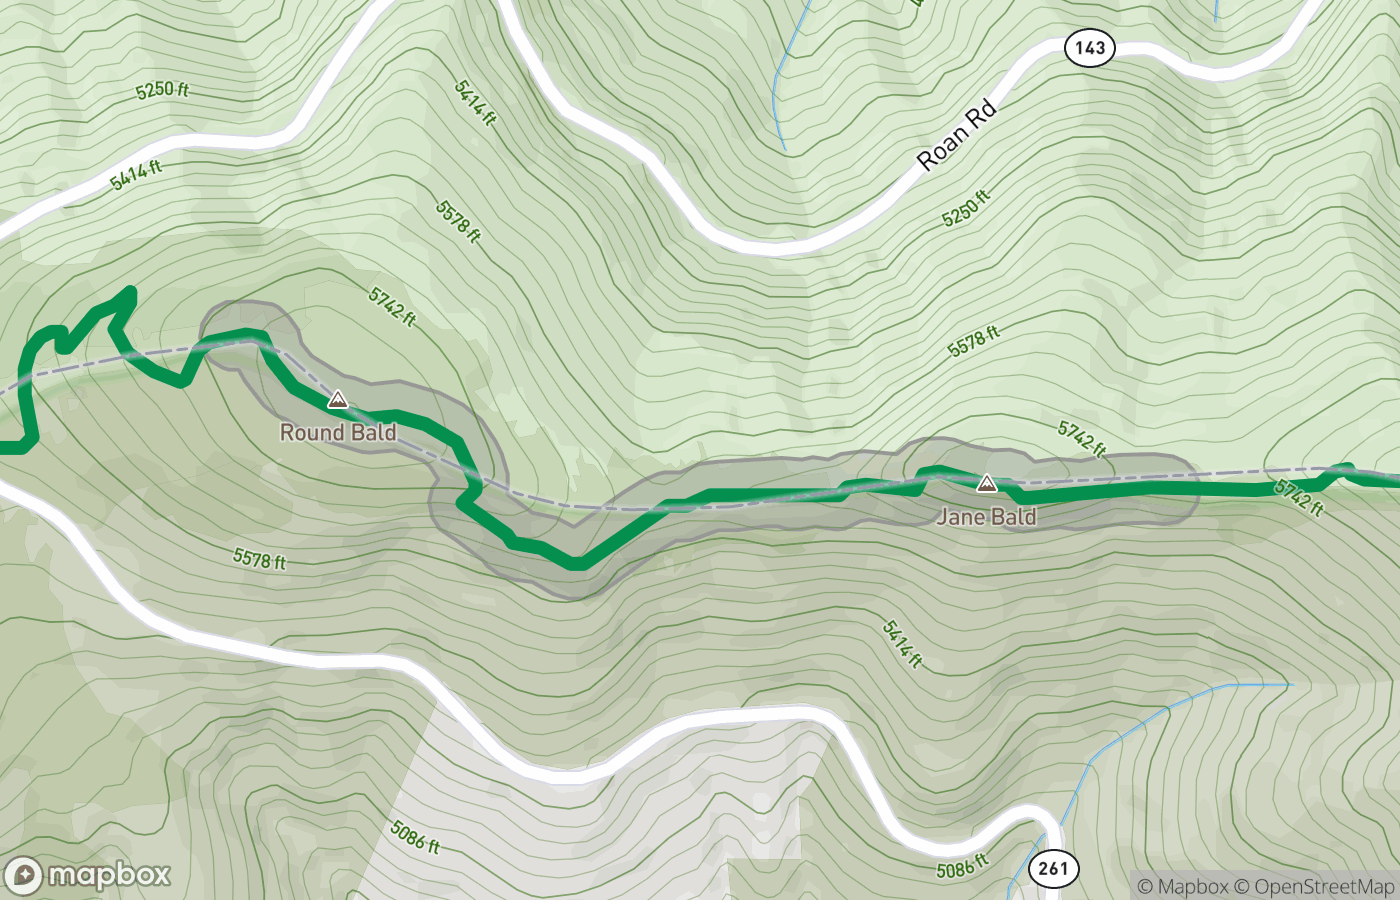 143
5250 ft
5414 ft
Roan Rd
5414 ft
5578 ft
5250 ft
5742 ft
5578 ft
Round Bald
5742 ft
5742 ft
Jane Bald
5578 ft
5414 ft
5086 ft
5086 ft
261
mapbox
© Mapbox © OpenStreetMap